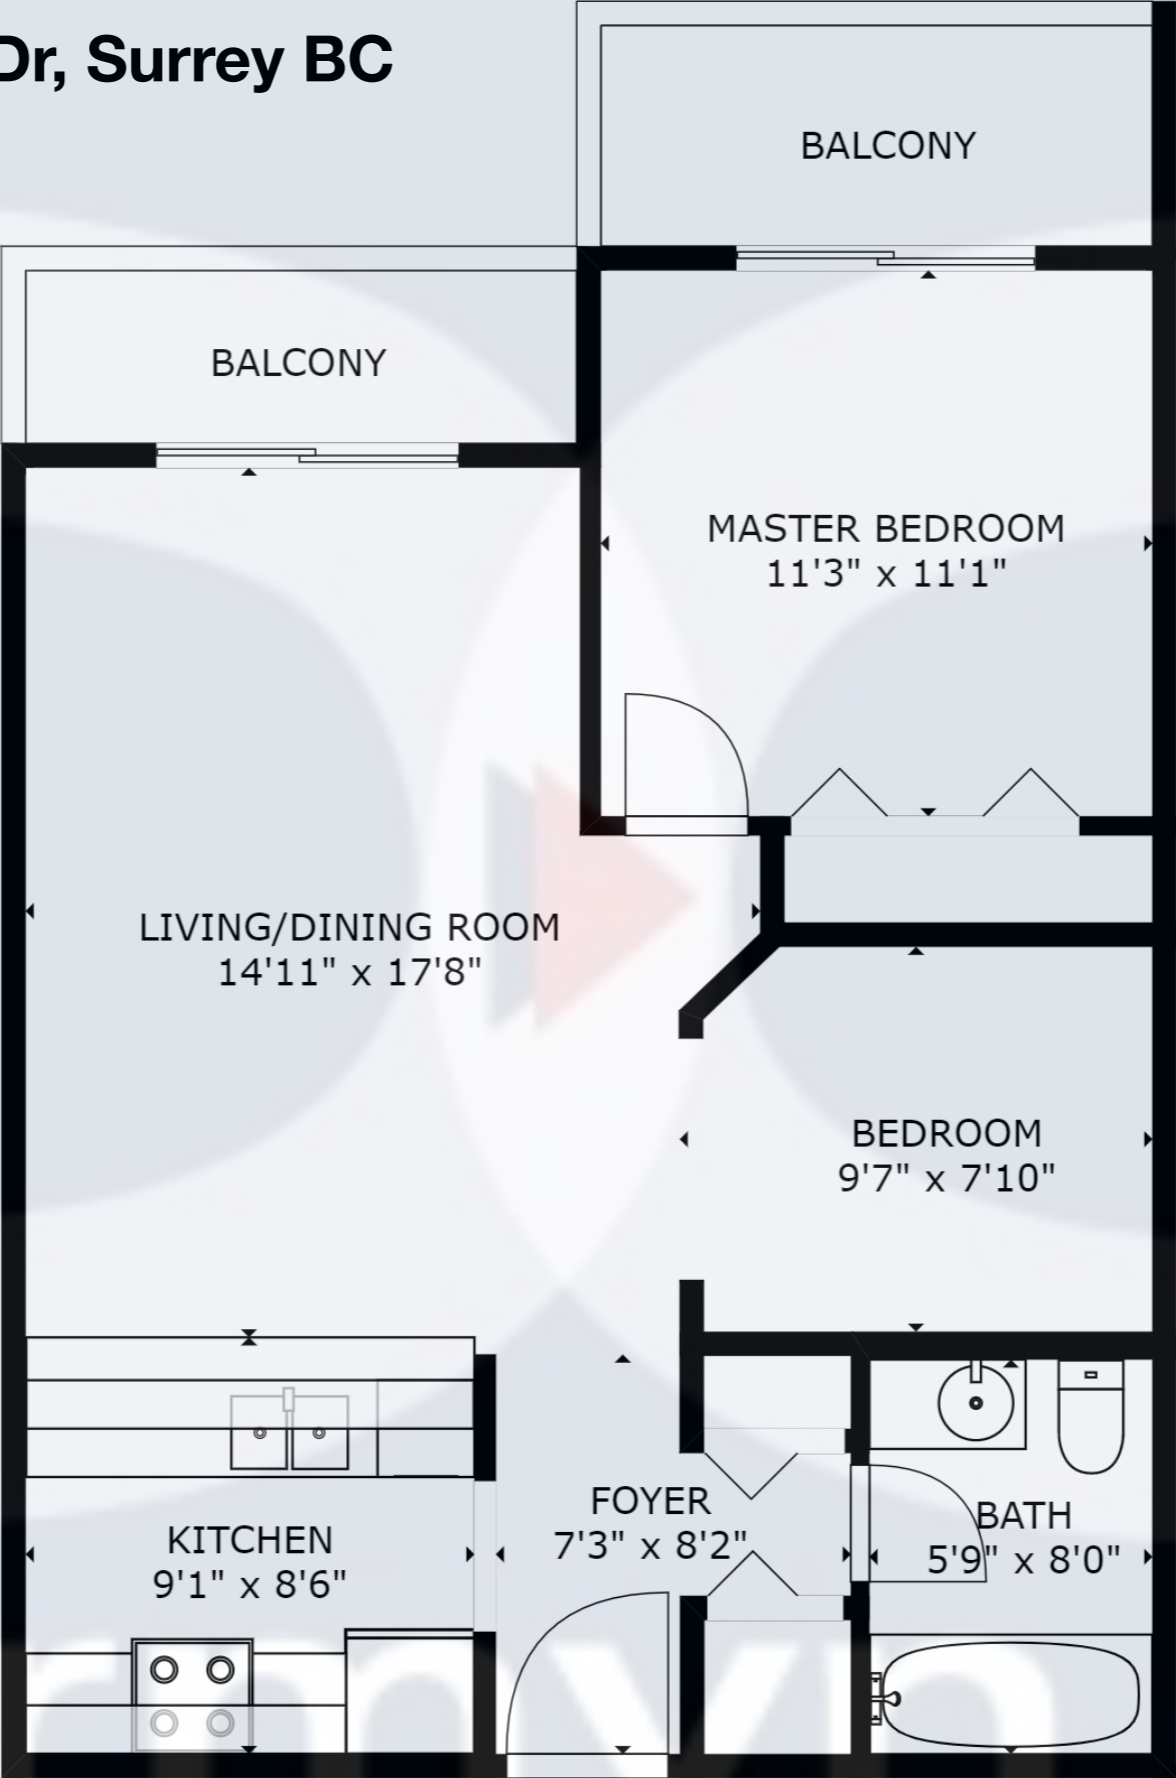 Dr, Surrey BC
BALCONY
BALCONY
MASTER BEDROOM
11'3" x 11'1"
LIVING/DINING ROOM
14'11" x 17'8"
BEDROOM
9'7" x 7'10"
FOYER
7'3" x 8'2"
BATH
5'9" x 8'0"
KITCHEN
9'1" x 8'6"